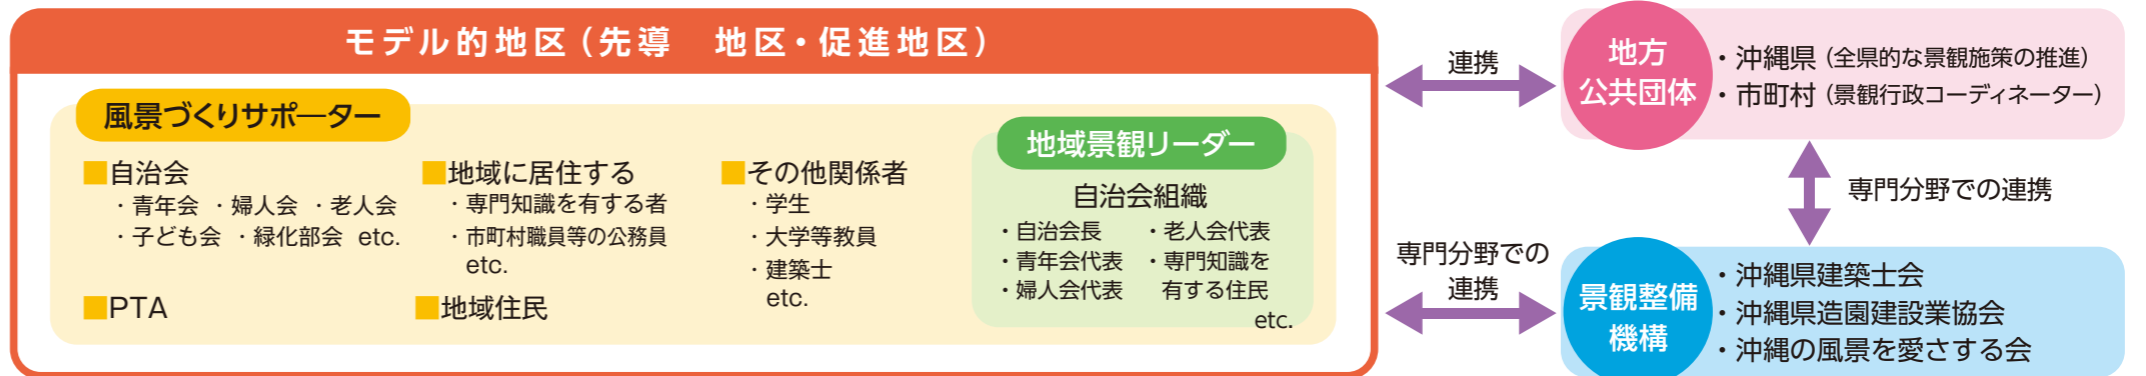 モデル的地区（先導　地区・促進地区）
風景づくりサポーター
■自治会
・青年会 ・婦人会 ・老人会
・子ども会 ・緑化部会 etc.
■PTA
■地域に居住する
・専門知識を有する者
・市町村職員等の公務員
etc.
■地域住民
■その他関係者
・学生
・大学等教員
・建築士
etc.
地域景観リーダー
自治会組織
・自治会長
・青年会代表
・婦人会代表
・老人会代表
・専門知識を
有する住民
etc.
連携
専門分野での
連携
地方
公共団体
・沖縄県（全県的な景観施策の推進）
・市町村（景観行政コーディネーター）
専門分野での連携
景観整備
機構
・沖縄県建築士会
・沖縄県造園建設業協会
・沖縄の風景を愛さする会